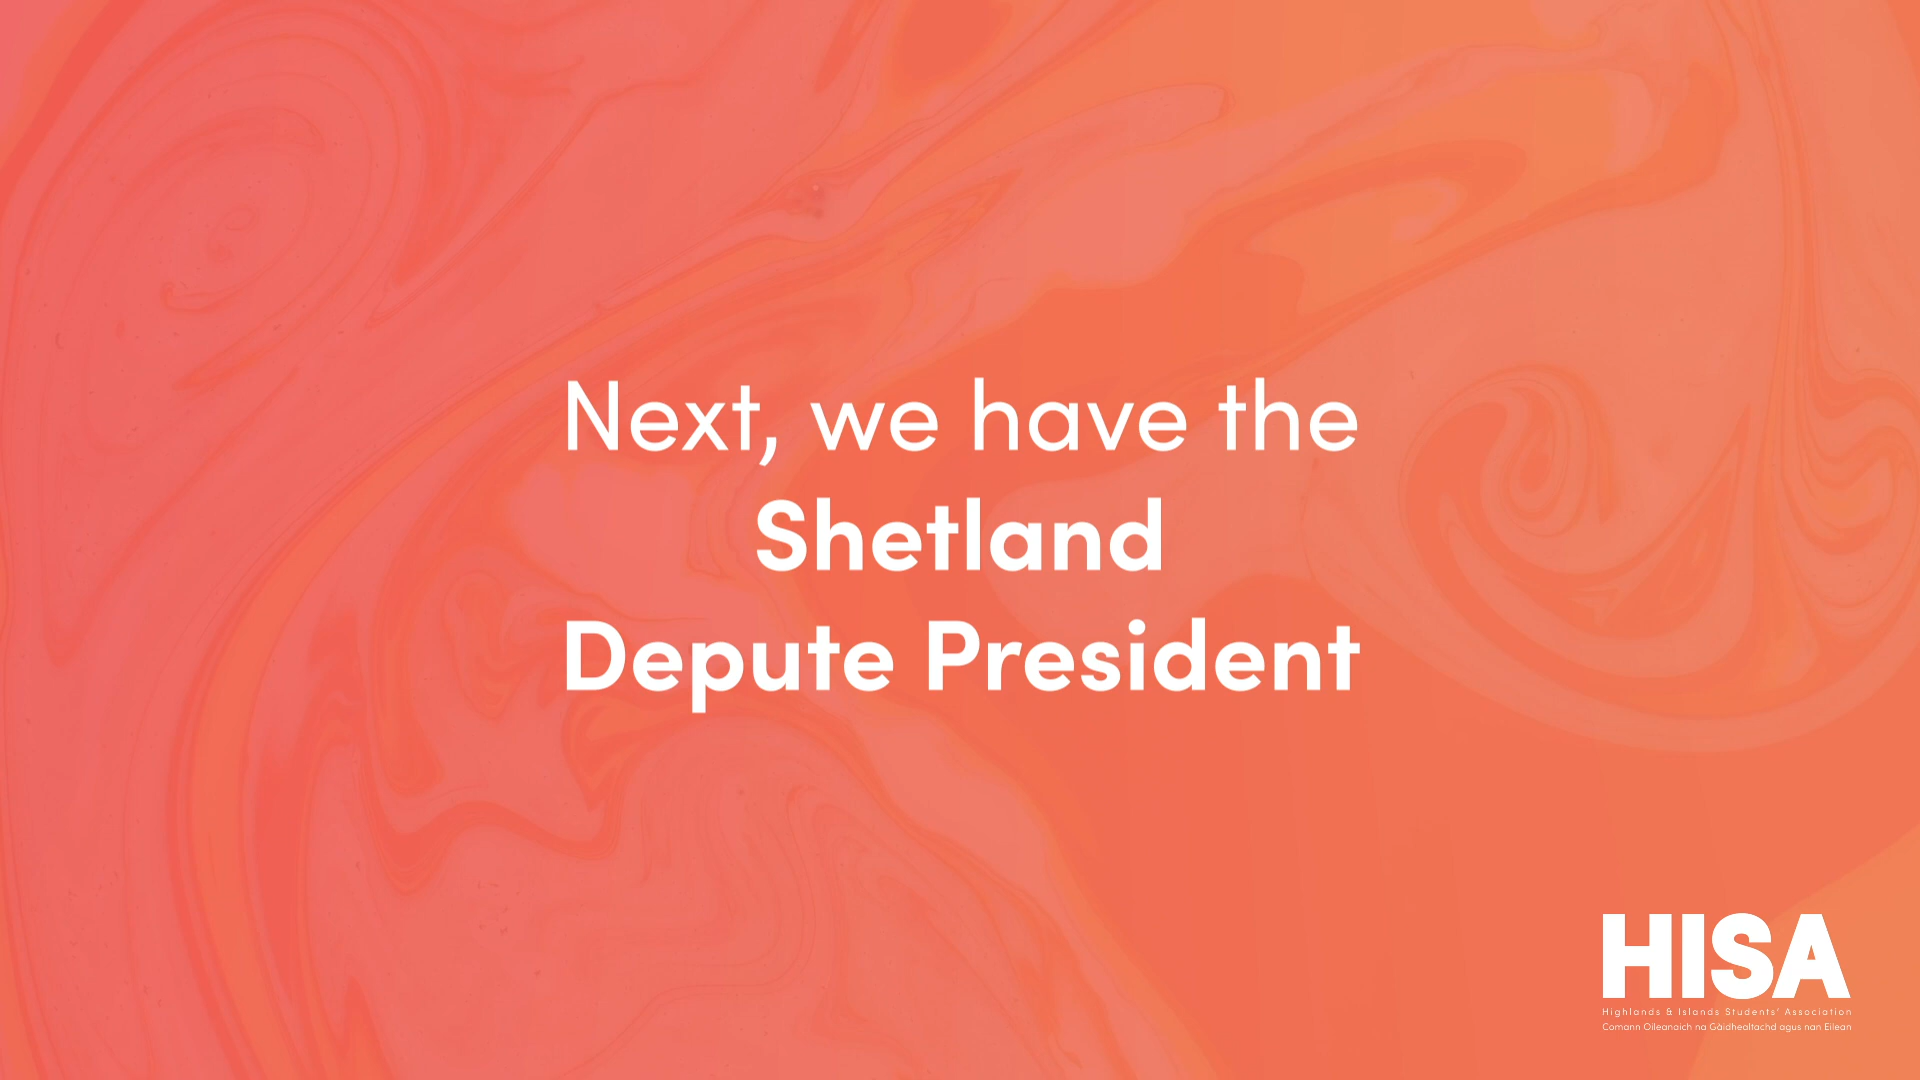 Next, we have the
Shetland
Depute President
HISA
Highlands & Islands Students' Association
Comann Oileanaich na Gàidhealtachd agus nan Eilean